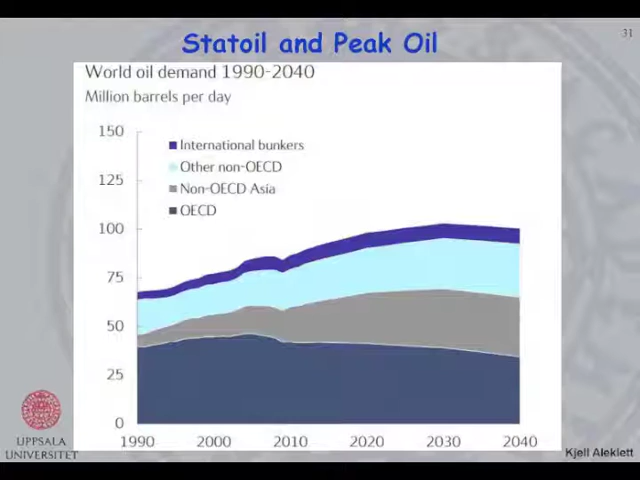 Statoil and Peak Oil
31
World oil demand 1990-2040
Million barrels per day
150
125
100
75
50
25
0
International bunkers
Other non-OECD
Non-OECD Asia
OECD
1990
2000
2010
2020
2030
2040
UPPSALA
UNIVERSITET
Kjell Aleklett